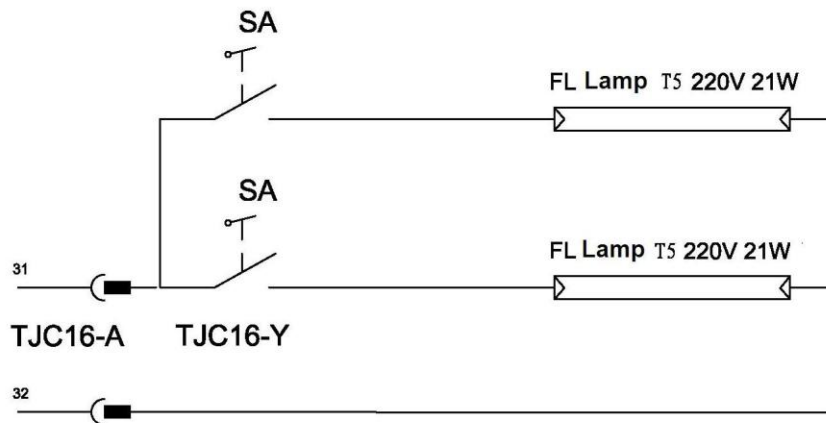 SA
FL Lamp T5 220V 21W
SA
FL Lamp T5 220V 21W
31
TJC16-A TJC16-Y
32